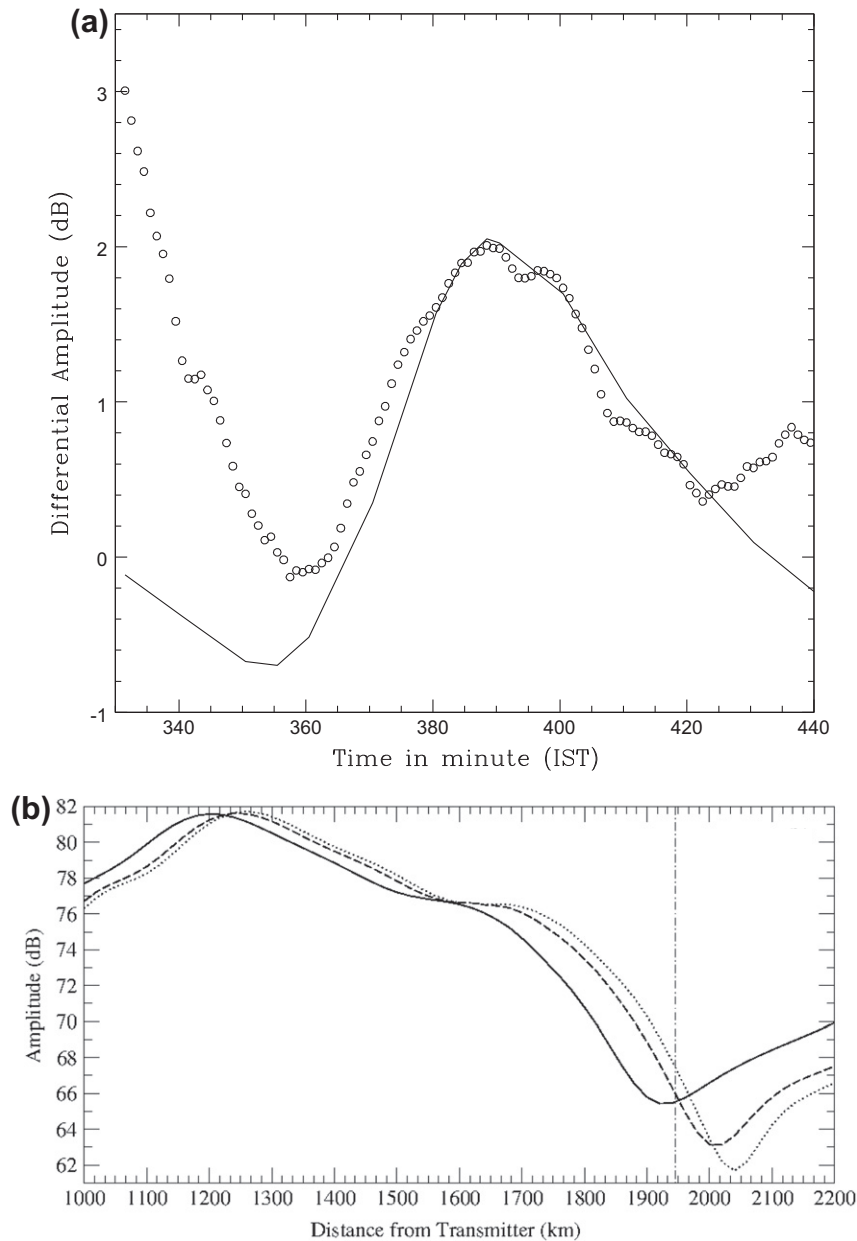 (a)
3
2
1
0
-1
Differential Amplitude (dB)
340 360 380 400 420 440
Time in minute (IST)
(b)
82
80
78
76
74
72
70
68
66
64
62
Amplitude (dB)
1000 1100 1200 1300 1400 1500 1600 1700 1800 1900 2000 2100 2200
Distance from Transmitter (km)